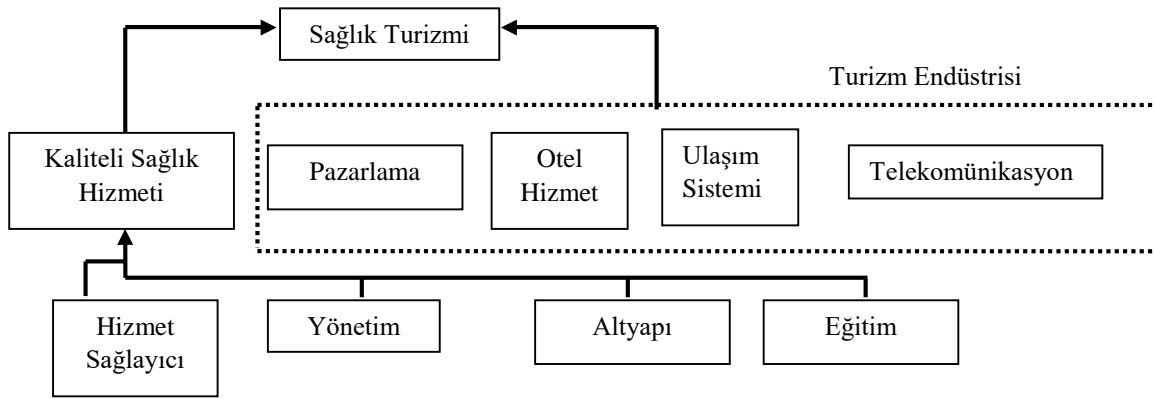 Sağlık Turizmi
Turizm Endüstrisi
Kaliteli Sağlık
Hizmeti
Pazarlama
Otel
Hizmet
Ulaşım
Sistemi
Telekomünikasyon
Hizmet
Sağlayıcı
Yönetim
Altyapı
Eğitim